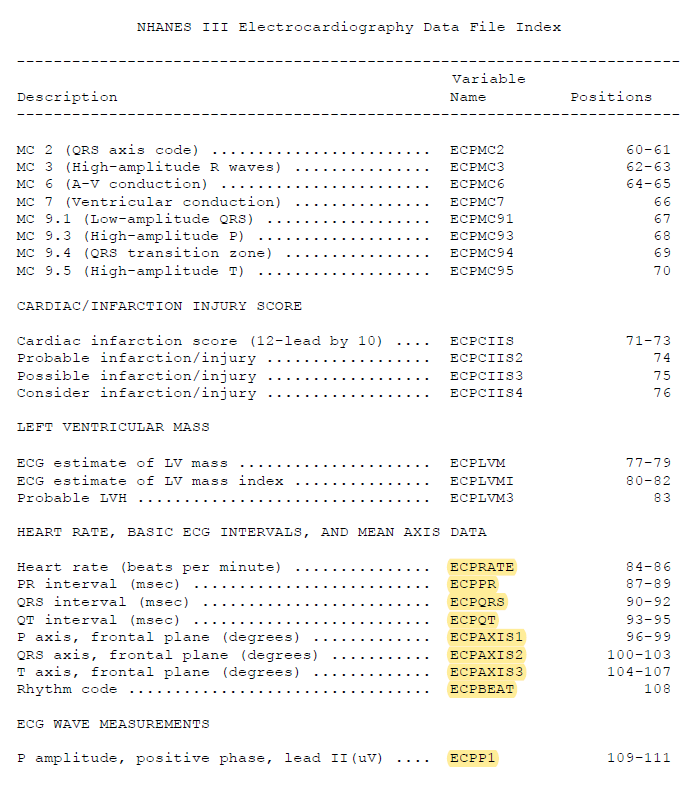 NHANES III Electrocardiography Data File Index
------------------------------------------------------------------------
Variable
Description Name Positions
------------------------------------------------------------------------
MC 2 (QRS axis code) ........................ ECPMC2 60-61
MC 3 (High-amplitude R waves) ............... ECPMC3 62-63
MC 6 (A-V conduction) ....................... ECPMC6 64-65
MC 7 (Ventricular conduction) ............... ECPMC7 66
MC 9.1 (Low-amplitude QRS) .................. ECPMC91 67
MC 9.3 (High-amplitude P) ................... ECPMC93 68
MC 9.4 (QRS transition zone) ................ ECPMC94 69
MC 9.5 (High-amplitude T) ................... ECPMC95 70
CARDIAC/INFARCTION INJURY SCORE
Cardiac infarction score (12-lead by 10) .... ECPCIIS 71-73
Probable infarction/injury .................. ECPCIIS2 74
Possible infarction/injury .................. ECPCIIS3 75
Consider infarction/injury .................. ECPCIIS4 76
LEFT VENTRICULAR MASS
ECG estimate of LV mass ..................... ECPLVM 77-79
ECG estimate of LV mass index ............... ECPLVMI 80-82
Probable LVH ................................ ECPLVM3 83
HEART RATE, BASIC ECG INTERVALS, AND MEAN AXIS DATA
Heart rate (beats per minute) ............... ECPRATE 84-86
PR interval (msec) .......................... ECPPR 87-89
QRS interval (msec) ......................... ECPQRS 90-92
QT interval (msec) .......................... ECPQT 93-95
P axis, frontal plane (degrees) ............. ECPAXIS1 96-99
QRS axis, frontal plane (degrees) ........... ECPAXIS2 100-103
T axis, frontal plane (degrees) ............. ECPAXIS3 104-107
Rhythm code ................................. ECPBEAT 108
ECG WAVE MEASUREMENTS
P amplitude, positive phase, lead II(uV) .... ECPP1 109-111